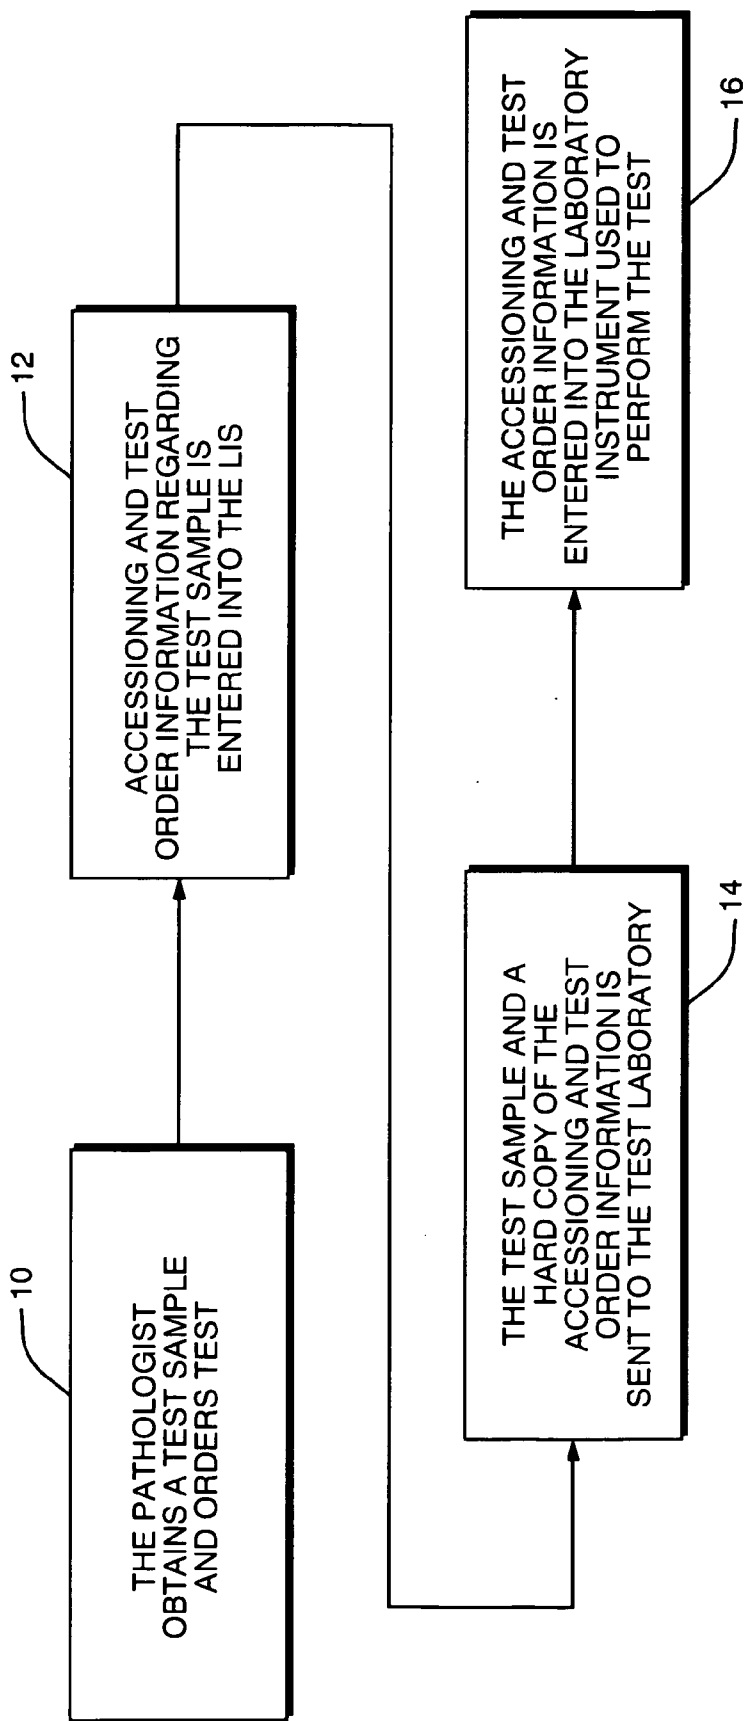 10
THE PATHOLOGIST
OBTAINS A TEST SAMPLE
AND ORDERS TEST
12
ACCESSIONING AND TEST
ORDER INFORMATION REGARDING
THE TEST SAMPLE IS
ENTERED INTO THE LIS
THE TEST SAMPLE AND A
HARD COPY OF THE
ACCESSIONING AND TEST
ORDER INFORMATION IS
SENT TO THE TEST LABORATORY
14
THE ACCESSIONING AND TEST
ORDER INFORMATION IS
ENTERED INTO THE LABORATORY
INSTRUMENT USED TO
PERFORM THE TEST
16